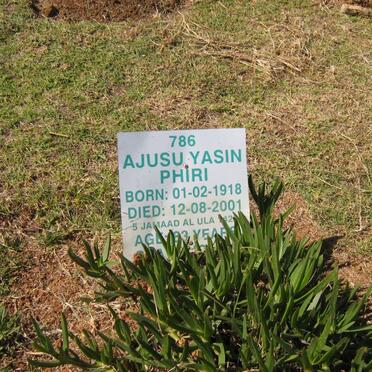 786
AJUSU YASIN
PHIRI
BORN: 01-02-1918
DIED: 12-08-2001
5 JAMAAD AL ULA
AGE